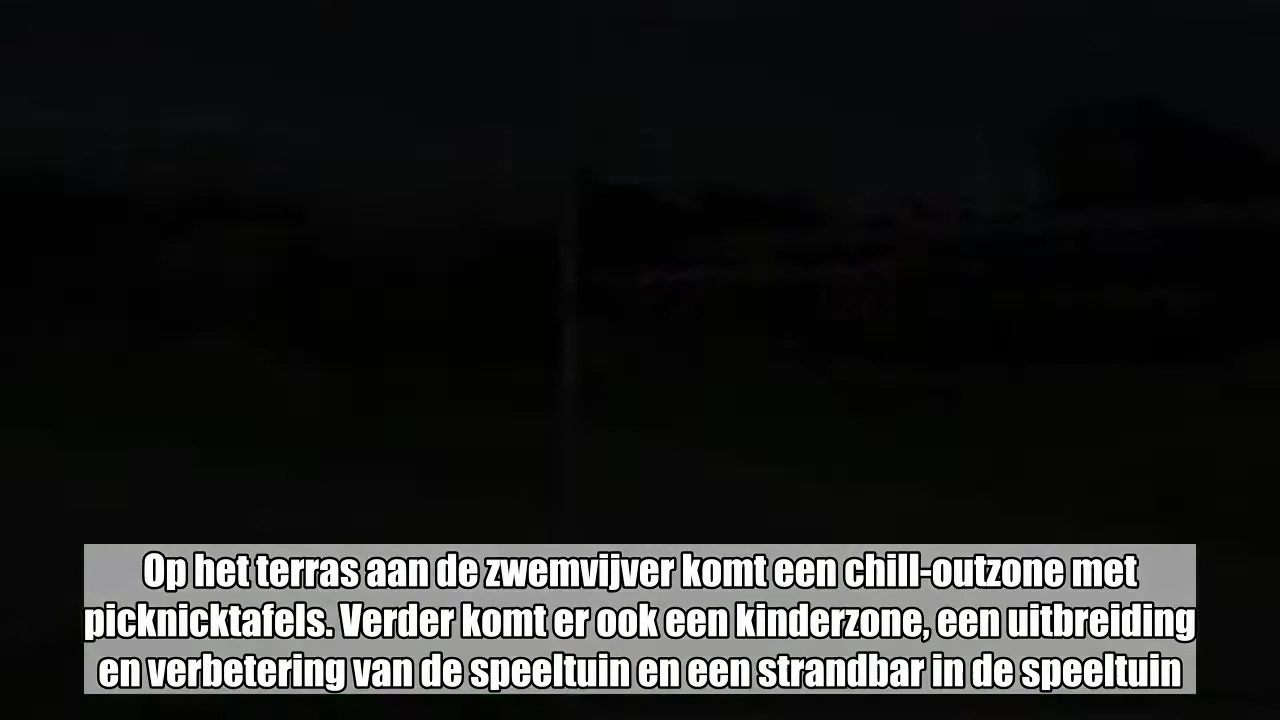 Op het terras aan de zwemvijver komt een chill-outzone met
picknicktafels. Verder komt er ook een kinderzone, een uitbreiding
en verbetering van de speeltuin en een strandbar in de speeltuin